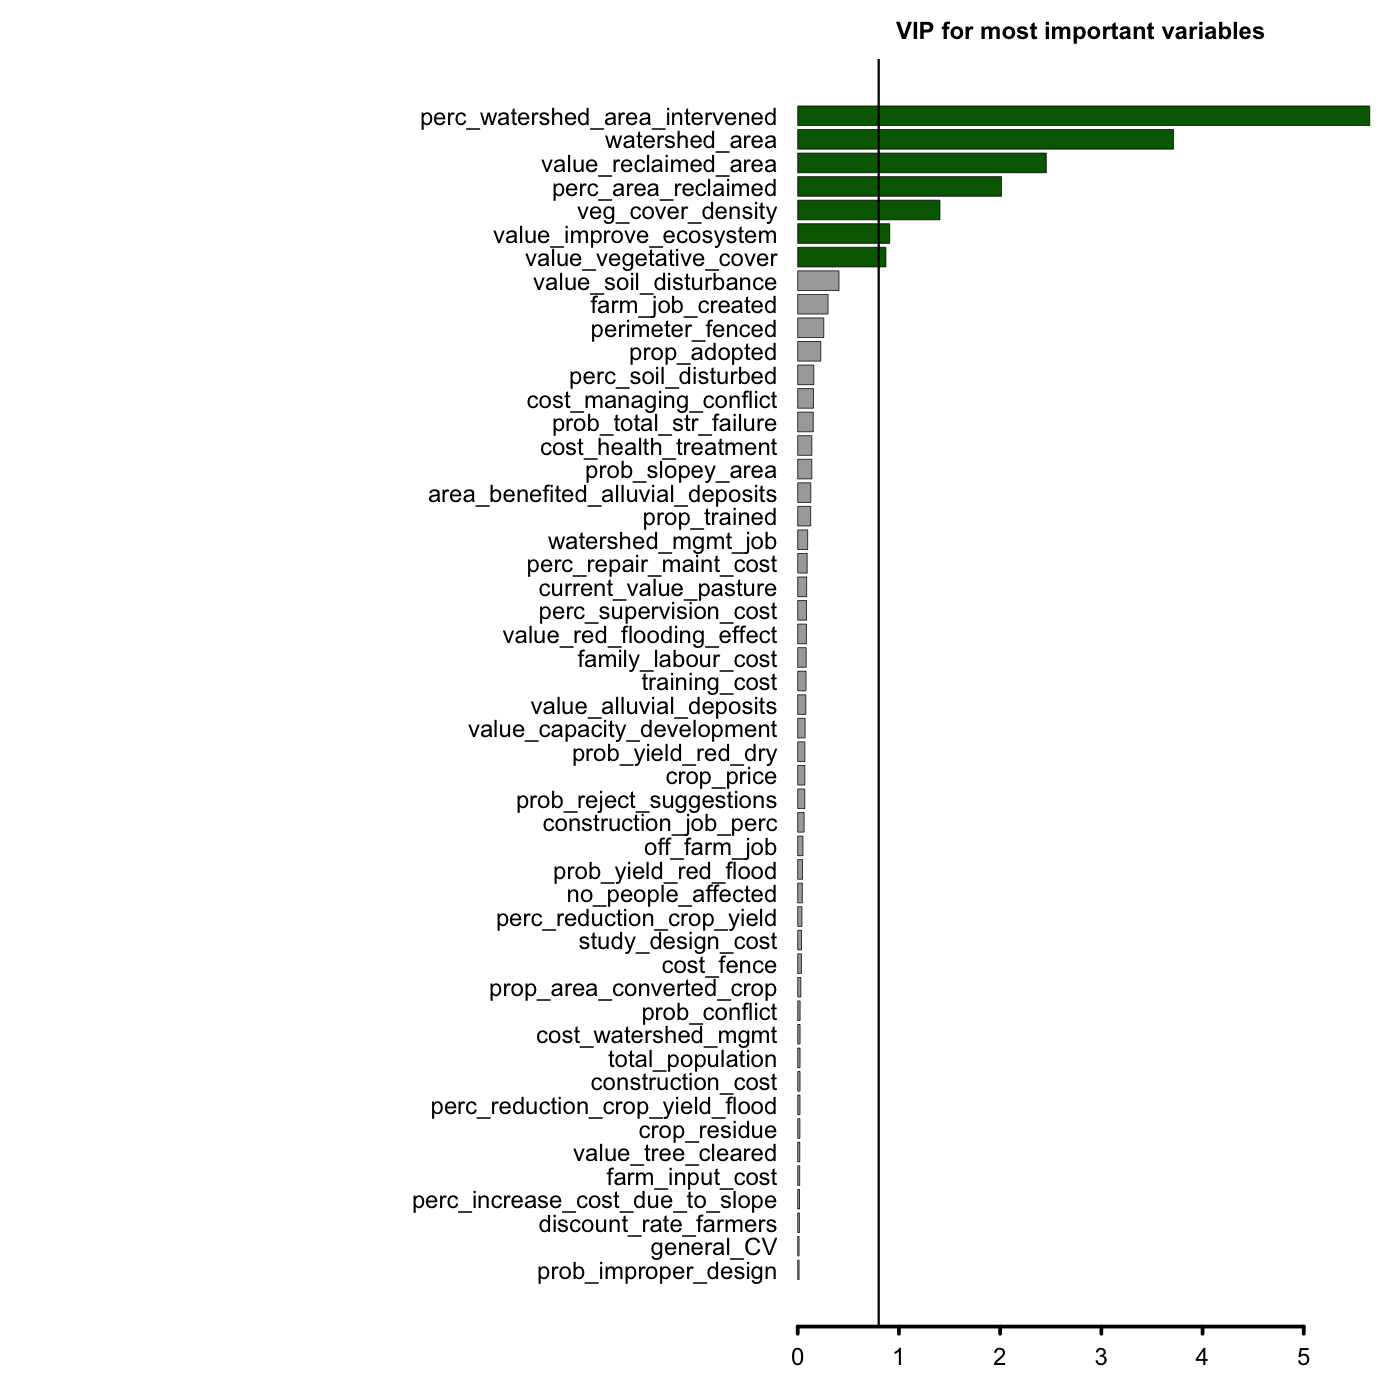 VIP for most important variables
perc_watershed_area_intervened
watershed_area
value_reclaimed_area
perc_area_reclaimed
veg_cover_density
value_improve_ecosystem
value_vegetative_cover
value_soil_disturbance
farm_job_created
perimeter_fenced
prop_adopted
perc_soil_disturbed
cost_managing_conflict
prob_total_str_failure
cost_health_treatment
prob_slopey_area
area_benefited_alluvial_deposits
prop_trained
watershed_mgmt_job
perc_repair_maint_cost
current_value_pasture
perc_supervision_cost
value_red_flooding_effect
family_labour_cost
training_cost
value_alluvial_deposits
value_capacity_development
prob_yield_red_dry
crop_price
prob_reject_suggestions
construction_job_perc
off_farm_job
prob_yield_red_flood
no_people_affected
perc_reduction_crop_yield
study_design_cost
cost_fence
prop_area_converted_crop
prob_conflict
cost_watershed_mgmt
total_population
construction_cost
perc_reduction_crop_yield_flood
crop_residue
value_tree_cleared
farm_input_cost
perc_increase_cost_due_to_slope
discount_rate_farmers
general_CV
prob_improper_design
0 1 2 3 4 5